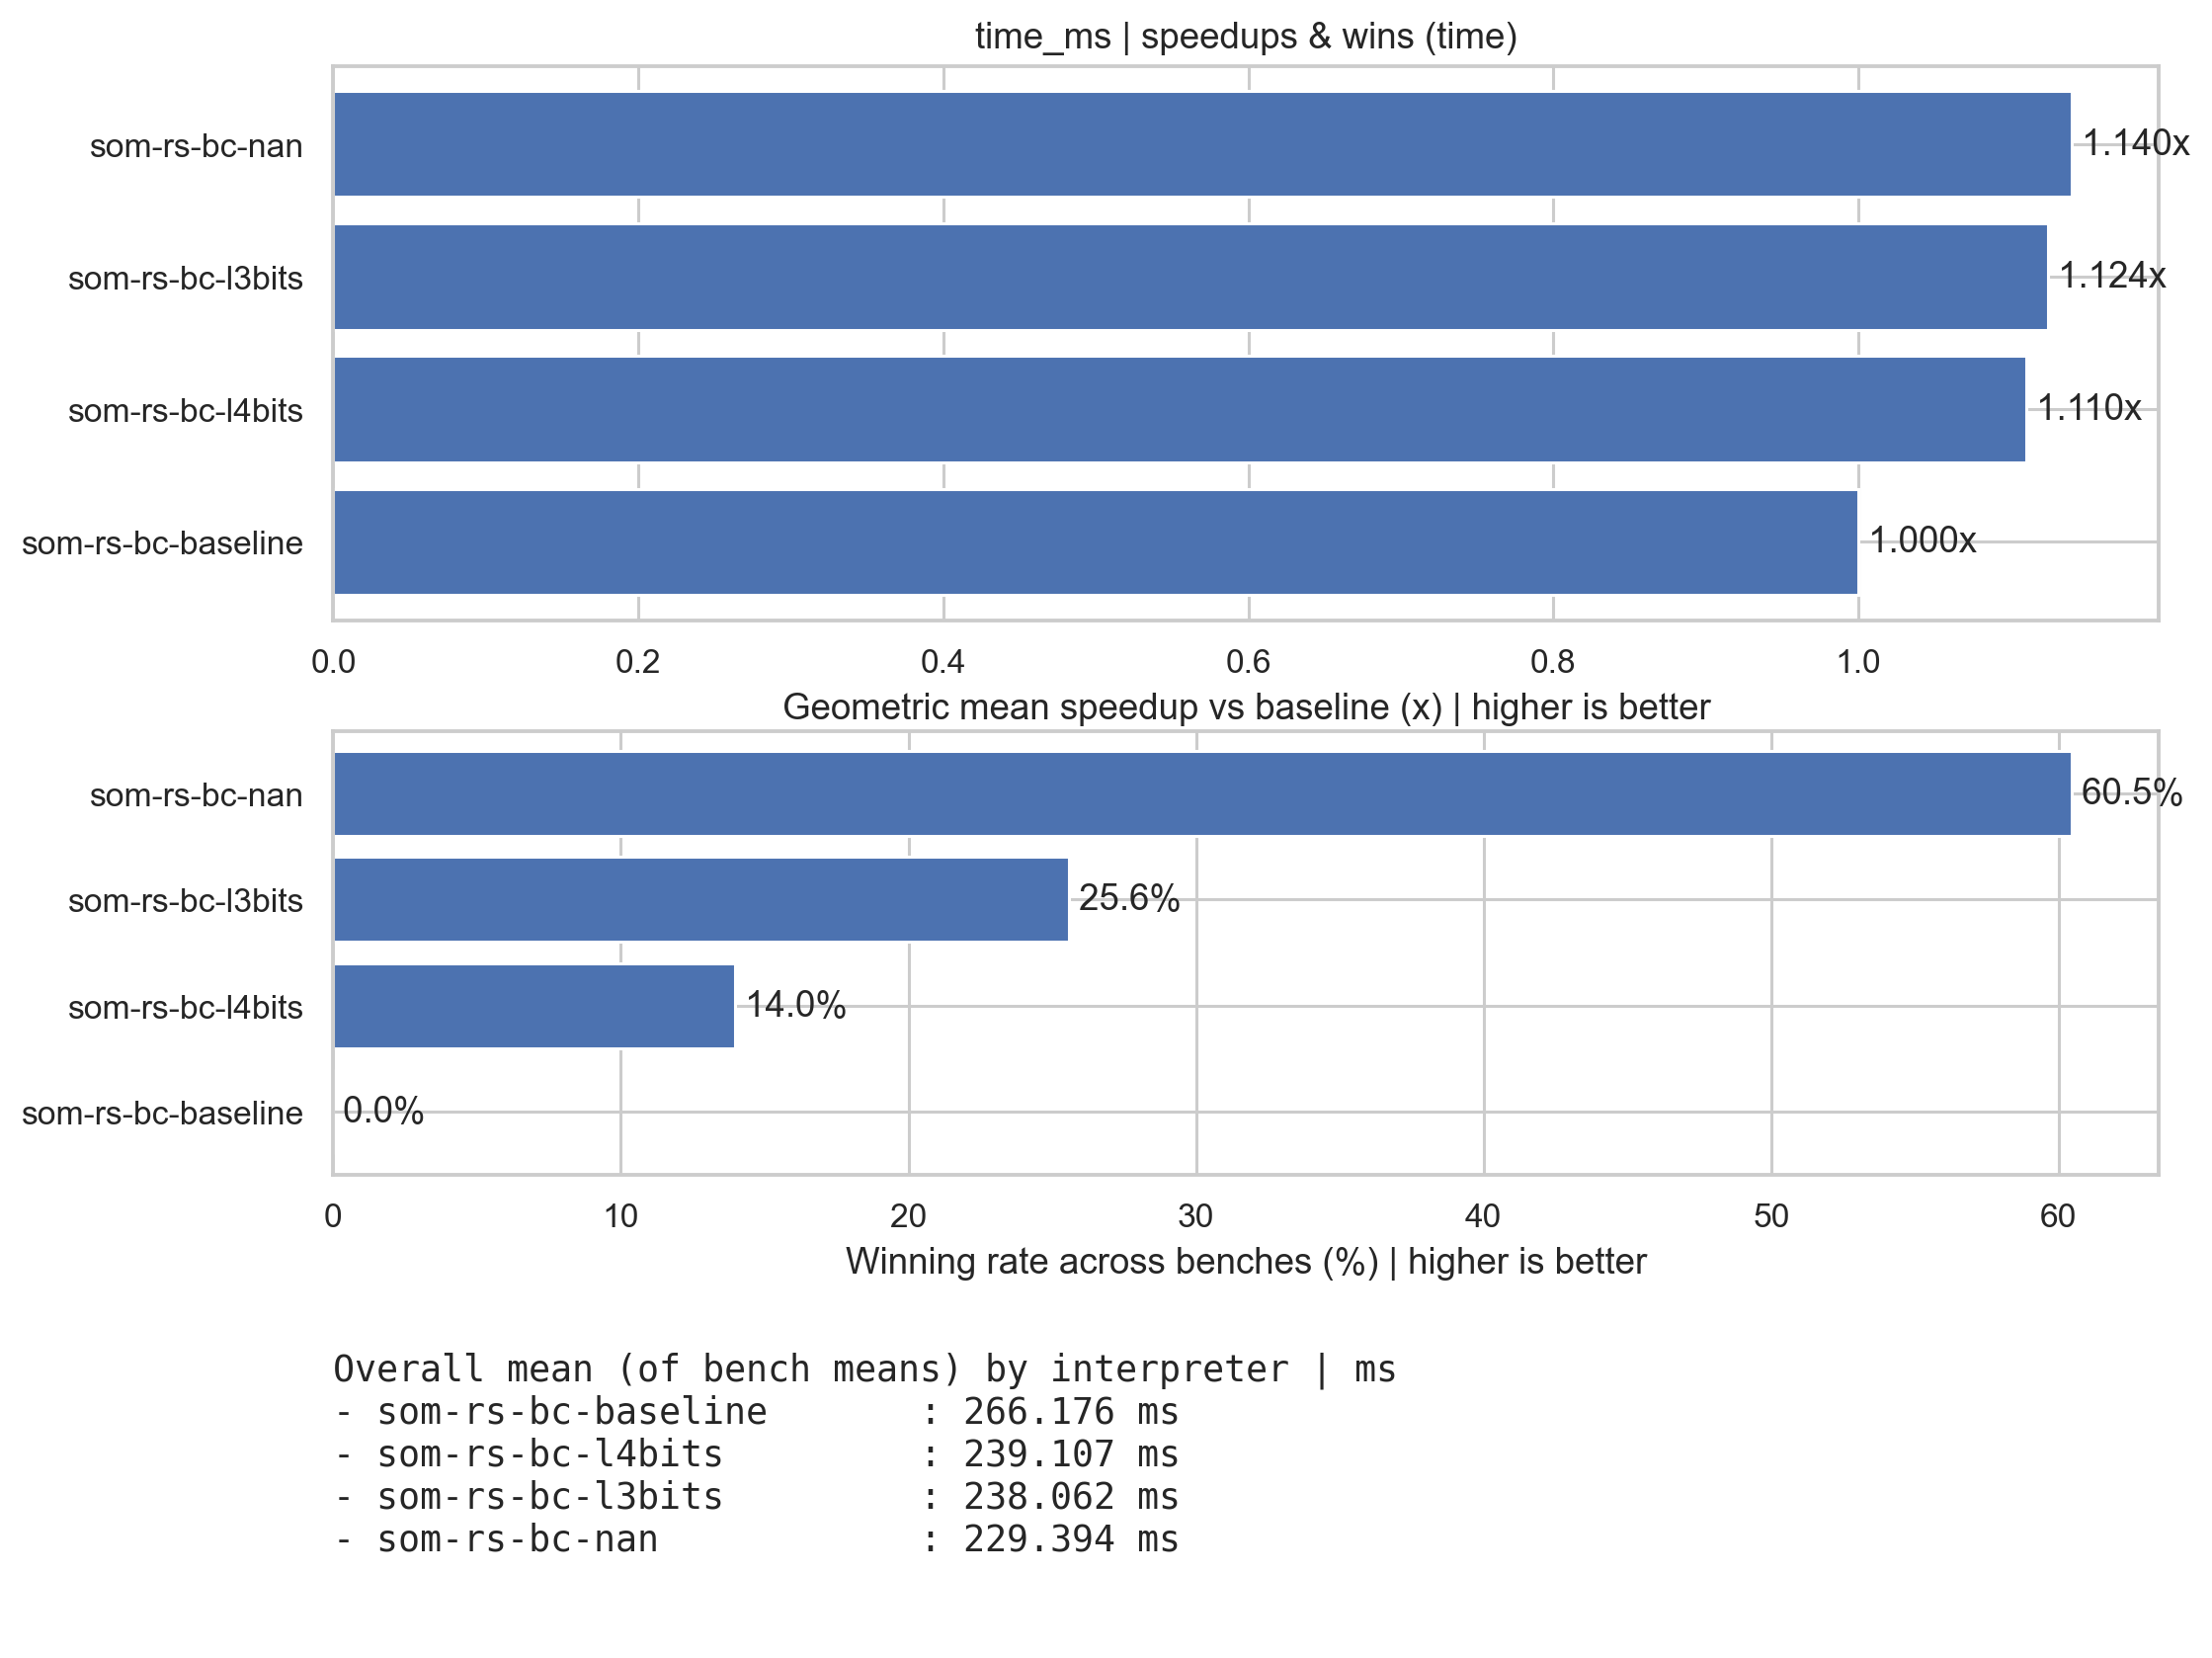 time_ms | speedups & wins (time)
som-rs-bc-nan
1.140x
som-rs-bc-l3bits
1.124x
som-rs-bc-l4bits
1.110x
som-rs-bc-baseline
1.000x
0.0 0.2 0.4 0.6 0.8 1.0
Geometric mean speedup vs baseline (x) | higher is better
som-rs-bc-nan
60.5%
som-rs-bc-l3bits
25.6%
som-rs-bc-l4bits
14.0%
som-rs-bc-baseline
0.0%
0 10 20 30 40 50 60
Winning rate across benches (%) | higher is better
Overall mean (of bench means) by interpreter | ms
- som-rs-bc-baseline : 266.176 ms
- som-rs-bc-l4bits : 239.107 ms
- som-rs-bc-l3bits : 238.062 ms
- som-rs-bc-nan : 229.394 ms